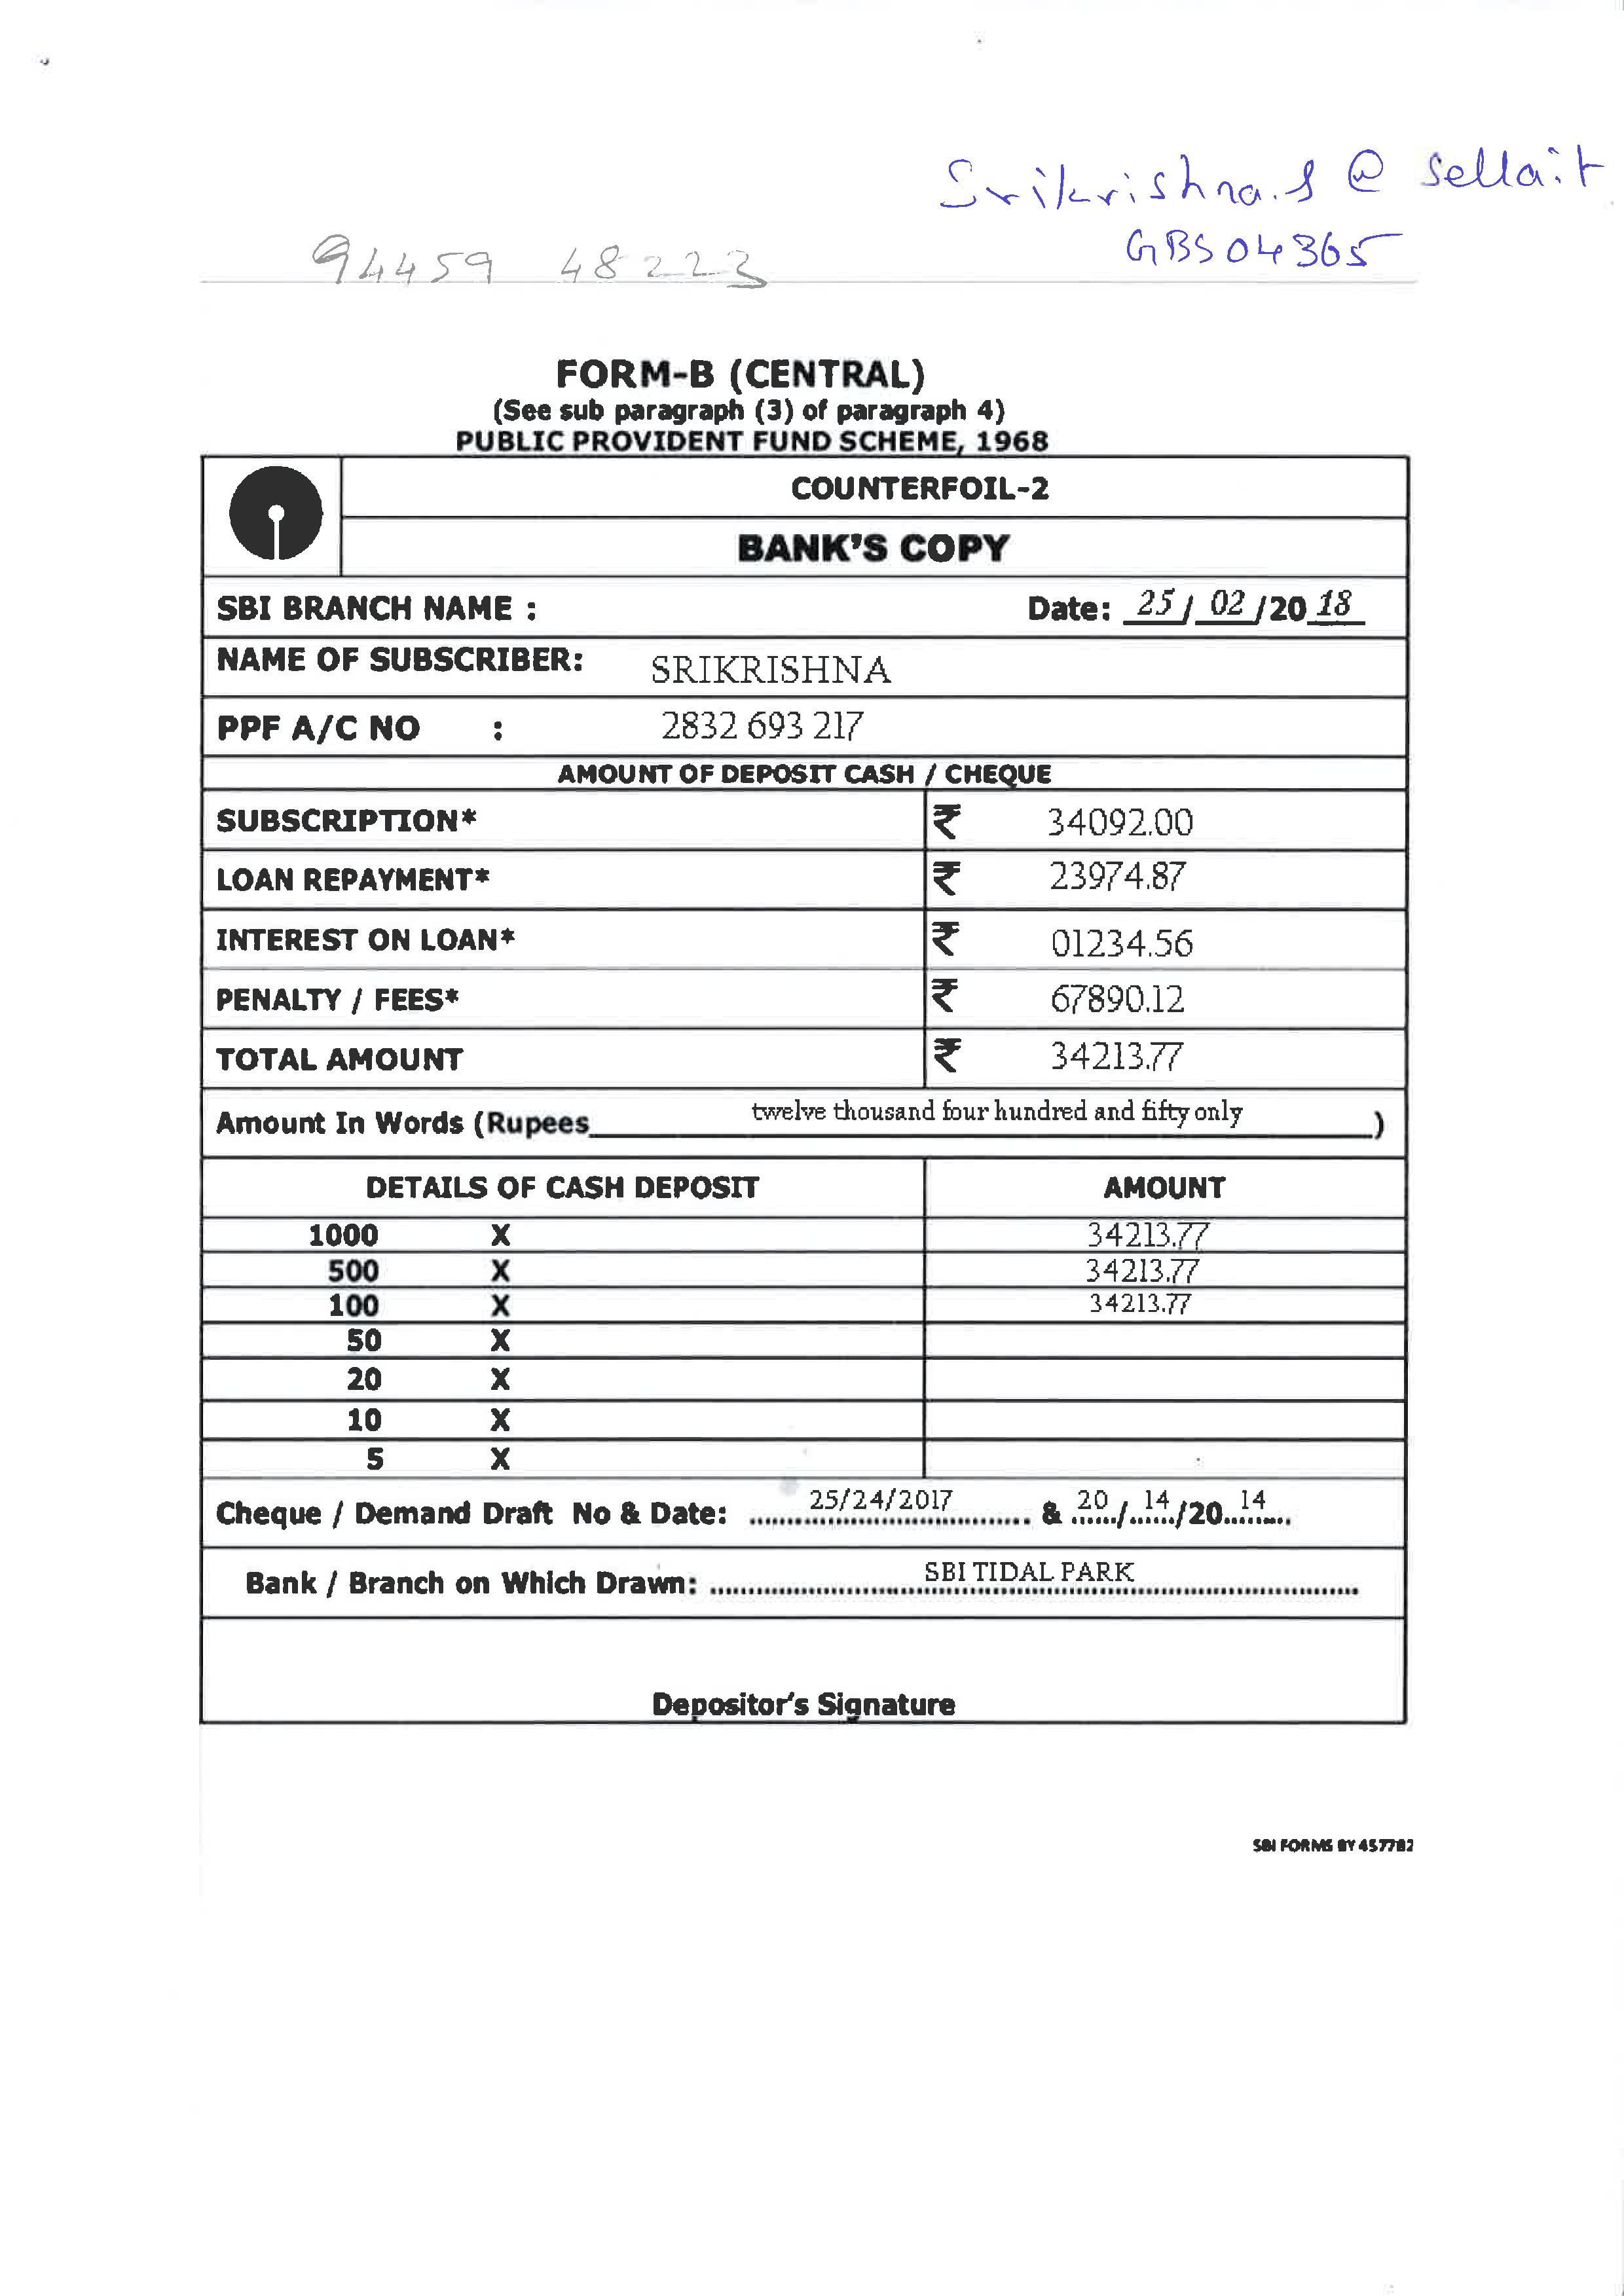 Srikrishna.S @ Sellait
94459 48223
GBS04365
FORM-B (CENTRAL)
(See sub paragraph (3) of paragraph 4)
PUBLIC PROVIDENT FUND SCHEME, 1968
COUNTERFOIL-2
BANK'S COPY
SBI BRANCH NAME : Date: 25 / 02 /20 18
NAME OF SUBSCRIBER: SRIKRISHNA
PPF A/C NO : 2832 693 217
AMOUNT OF DEPOSIT CASH / CHEQUE
SUBSCRIPTION* ₹ 34092.00
LOAN REPAYMENT* ₹ 23974.87
INTEREST ON LOAN* ₹ 01234.56
PENALTY / FEES* ₹ 67890.12
TOTAL AMOUNT ₹ 34213.77
Amount In Words (Rupees twelve thousand four hundred and fifty only )
DETAILS OF CASH DEPOSIT AMOUNT
1000 X 34213.77
500 X 34213.77
100 X 34213.77
50 X
20 X
10 X
5 X
Cheque / Demand Draft No & Date: 25/24/2017 & 20 / 14 /20 14
Bank / Branch on Which Drawn: SBI TIDAL PARK
Depositor's Signature
SBI FORMS BY 457782